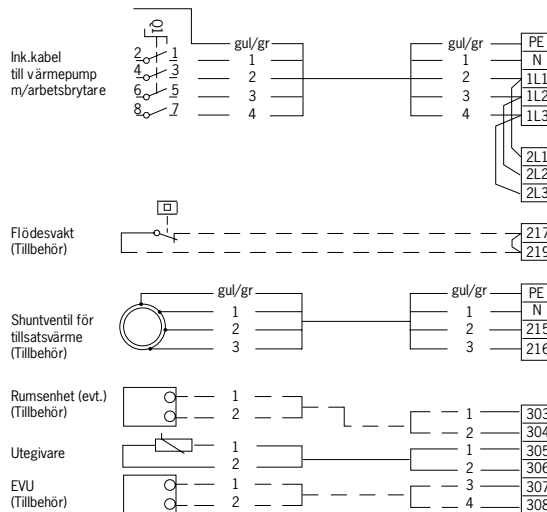 Q1
Ink.kabel
till värmepump
m/arbetsbrytare
2 1
4 3
6 5
8 7
gul/gr
1
2
3
4
gul/gr
1
2
3
4
PE
N
1L1
1L2
1L3
2L1
2L2
2L3
Flödesvakt
(Tillbehör)
217
219
Shuntventil för
tillsatsvärme
(Tillbehör)
gul/gr
1
2
3
gul/gr
1
2
3
PE
N
215
216
Rumsenhet (evt.)
(Tillbehör)
1
2
1
2
303
304
Utegivare
1
2
1
2
305
306
EVU
(Tillbehör)
1
2
3
4
307
308